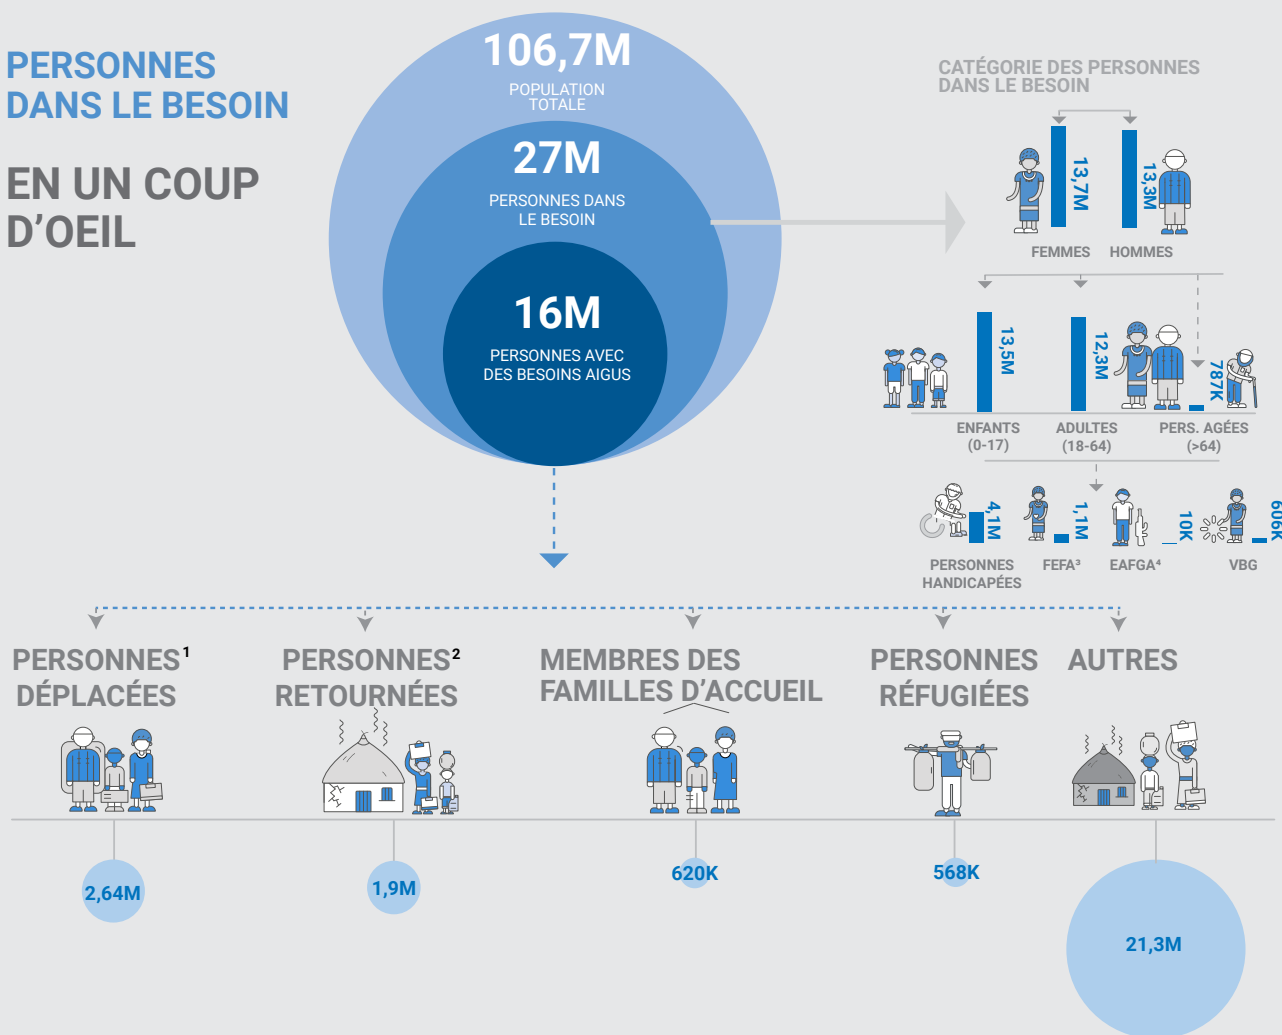 PERSONNES
DANS LE BESOIN
EN UN COUP
D’OEIL
106,7M
POPULATION
TOTALE
27M
PERSONNES DANS
LE BESOIN
16M
PERSONNES AVEC
DES BESOINS AIGUS
CATÉGORIE DES PERSONNES
DANS LE BESOIN
13,7M
13,3M
FEMMES
HOMMES
13,5M
12,3M
787K
ENFANTS
(0-17)
ADULTES
(18-64)
PERS. AGÉES
(>64)
4,1M
1,1M
10K
606K
PERSONNES
HANDICAPÉES
FEFA³
EAFGA⁴
VBG
PERSONNES¹
DÉPLACÉES
PERSONNES²
RETOURNÉES
MEMBRES DES
FAMILLES D’ACCUEIL
PERSONNES
RÉFUGIÉES
AUTRES
2,64M
1,9M
620K
568K
21,3M